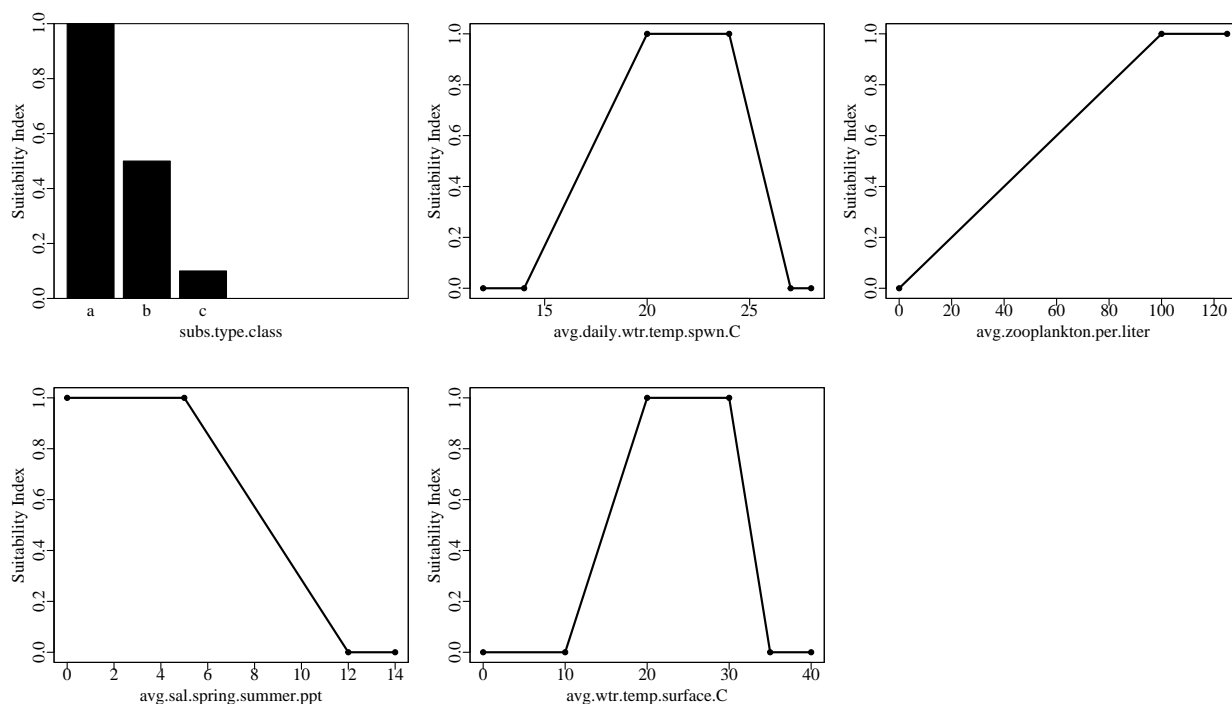 Suitability Index
0.0 0.2 0.4 0.6 0.8 1.0
a b c
subs.type.class
Suitability Index
0.0 0.2 0.4 0.6 0.8 1.0
15 20 25
avg.daily.wtr.temp.spwn.C
Suitability Index
0.0 0.2 0.4 0.6 0.8 1.0
0 20 40 60 80 100 120
avg.zooplankton.per.liter
Suitability Index
0.0 0.2 0.4 0.6 0.8 1.0
0 2 4 6 8 10 12 14
avg.sal.spring.summer.ppt
Suitability Index
0.0 0.2 0.4 0.6 0.8 1.0
0 10 20 30 40
avg.wtr.temp.surface.C